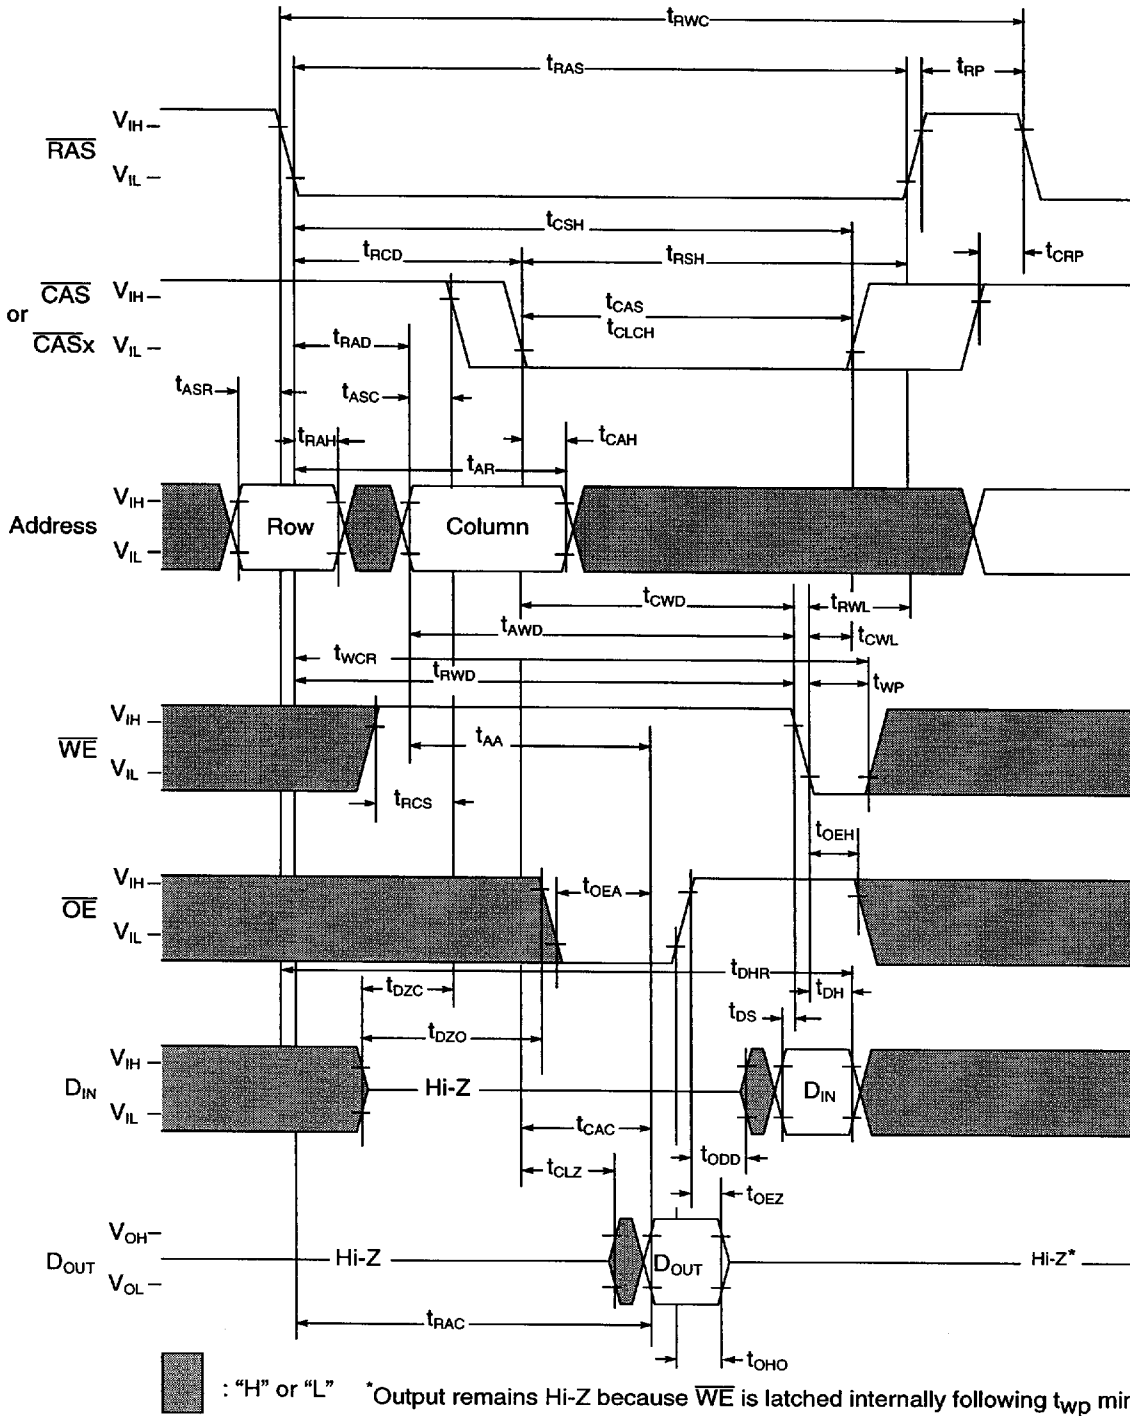 tRWC
tRAS
tRP
RAS
VIH
VIL
tCSH
tRCD
tRSH
tCRP
CAS
or
CASx
VIH
VIL
tCAS
tCLCH
tRAD
tASR
tASC
tRAH
tCAH
tAR
Address
VIH
VIL
Row
Column
tCWD
tRWL
tAWD
tCWL
tWCR
tRWD
tWP
WE
VIH
VIL
tAA
tRCS
tOEH
OE
VIH
VIL
tOEA
tDHR
tDZC
tDH
tDS
tDZO
DIN
VIH
VIL
Hi-Z
DIN
tCAC
tODD
tCLZ
tOEZ
DOUT
VOH
VOL
Hi-Z
DOUT
Hi-Z*
tRAC
tOHO
: “H” or “L” *Output remains Hi-Z because WE is latched internally following twp min